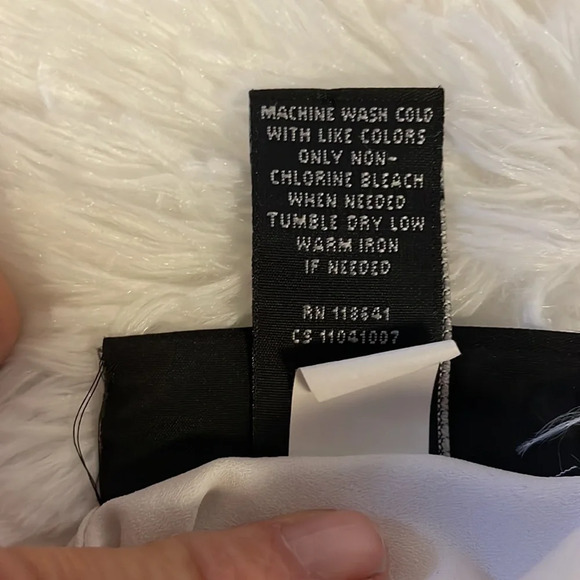 MACHINE WASH COLD
WITH LIKE COLORS
ONLY NON-
CHLORINE BLEACH
WHEN NEEDED
TUMBLE DRY LOW
WARM IRON
IF NEEDED
RN 118641
CS 11041007